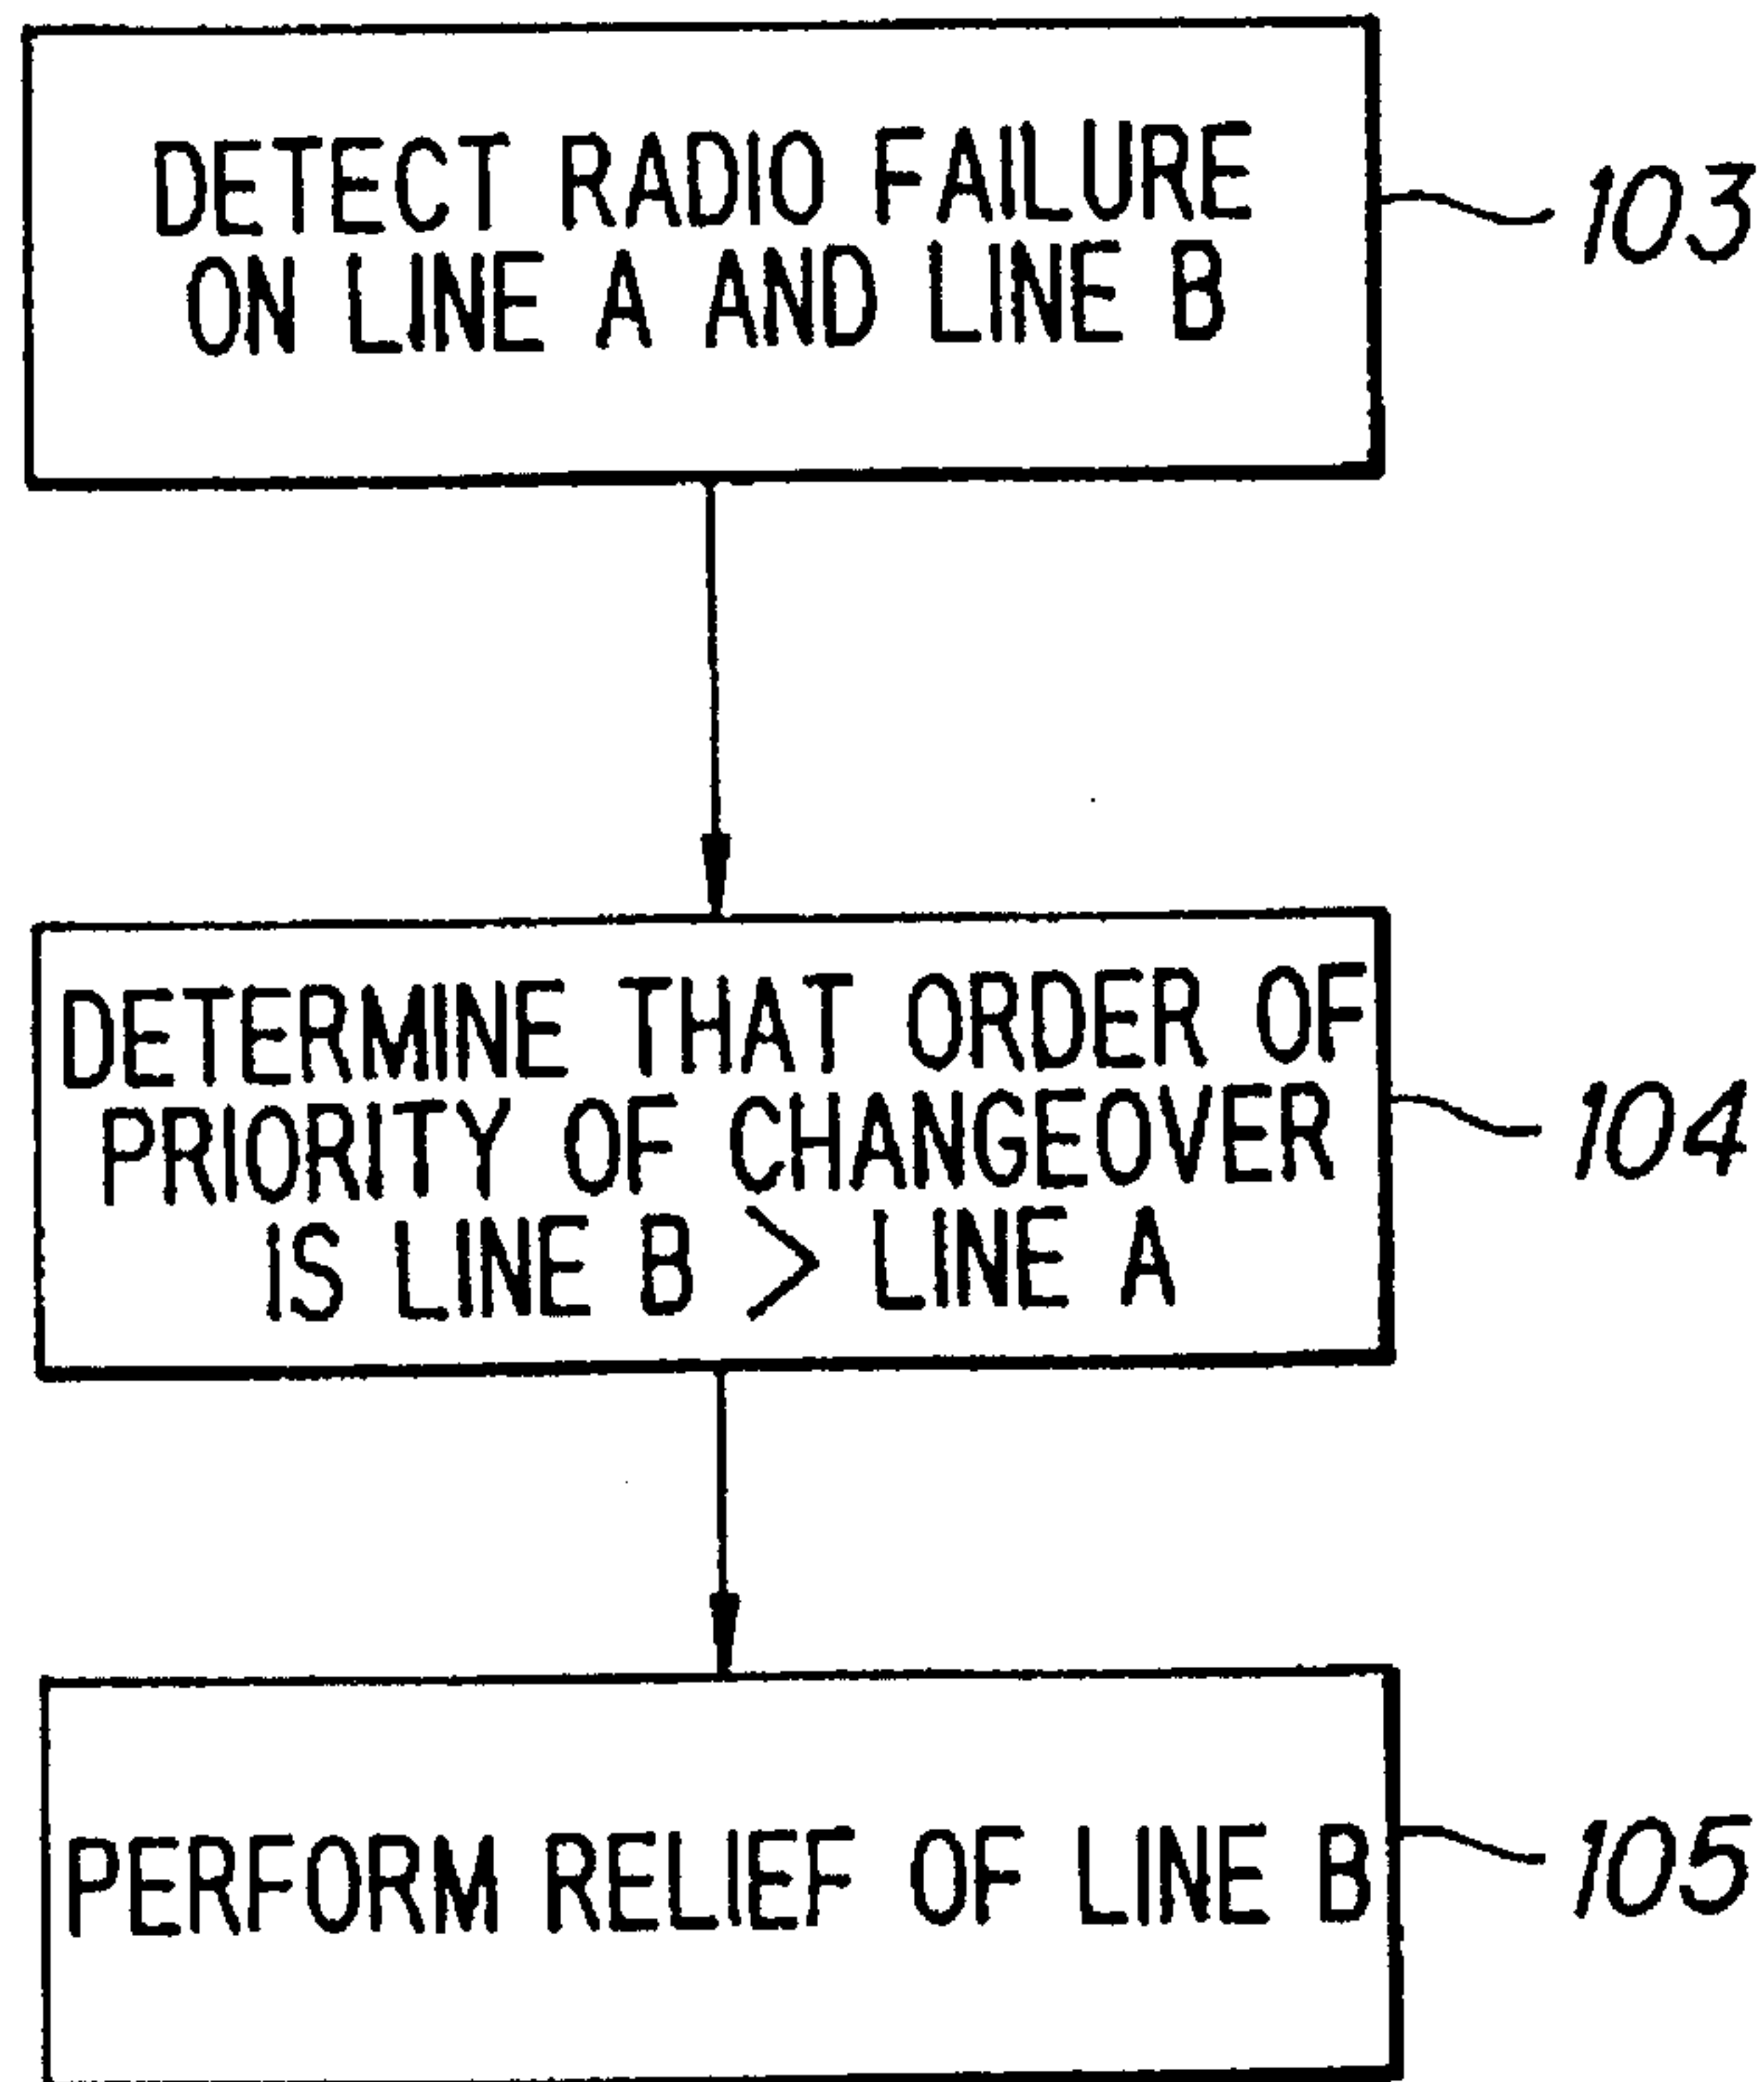 DETECT RADIO FAILURE
ON LINE A AND LINE B
103
DETERMINE THAT ORDER OF
PRIORITY OF CHANGEOVER
IS LINE B > LINE A
104
PERFORM RELIEF OF LINE B
105